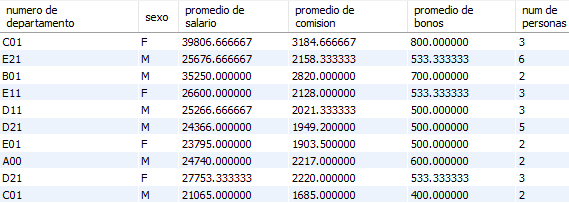 numero de departamento sexo promedio de salario promedio de comision promedio de bonos num de personas
C01 F 39806.666667 3184.666667 800.000000 3
E21 M 25676.666667 2158.333333 533.333333 6
B01 M 35250.000000 2820.000000 700.000000 2
E11 F 26600.000000 2128.000000 533.333333 3
D11 M 25266.666667 2021.333333 500.000000 3
D21 M 24366.000000 1949.200000 500.000000 5
E01 F 23795.000000 1903.500000 500.000000 2
A00 M 24740.000000 2217.000000 600.000000 2
D21 F 27753.333333 2220.000000 533.333333 3
C01 M 21065.000000 1685.000000 400.000000 2